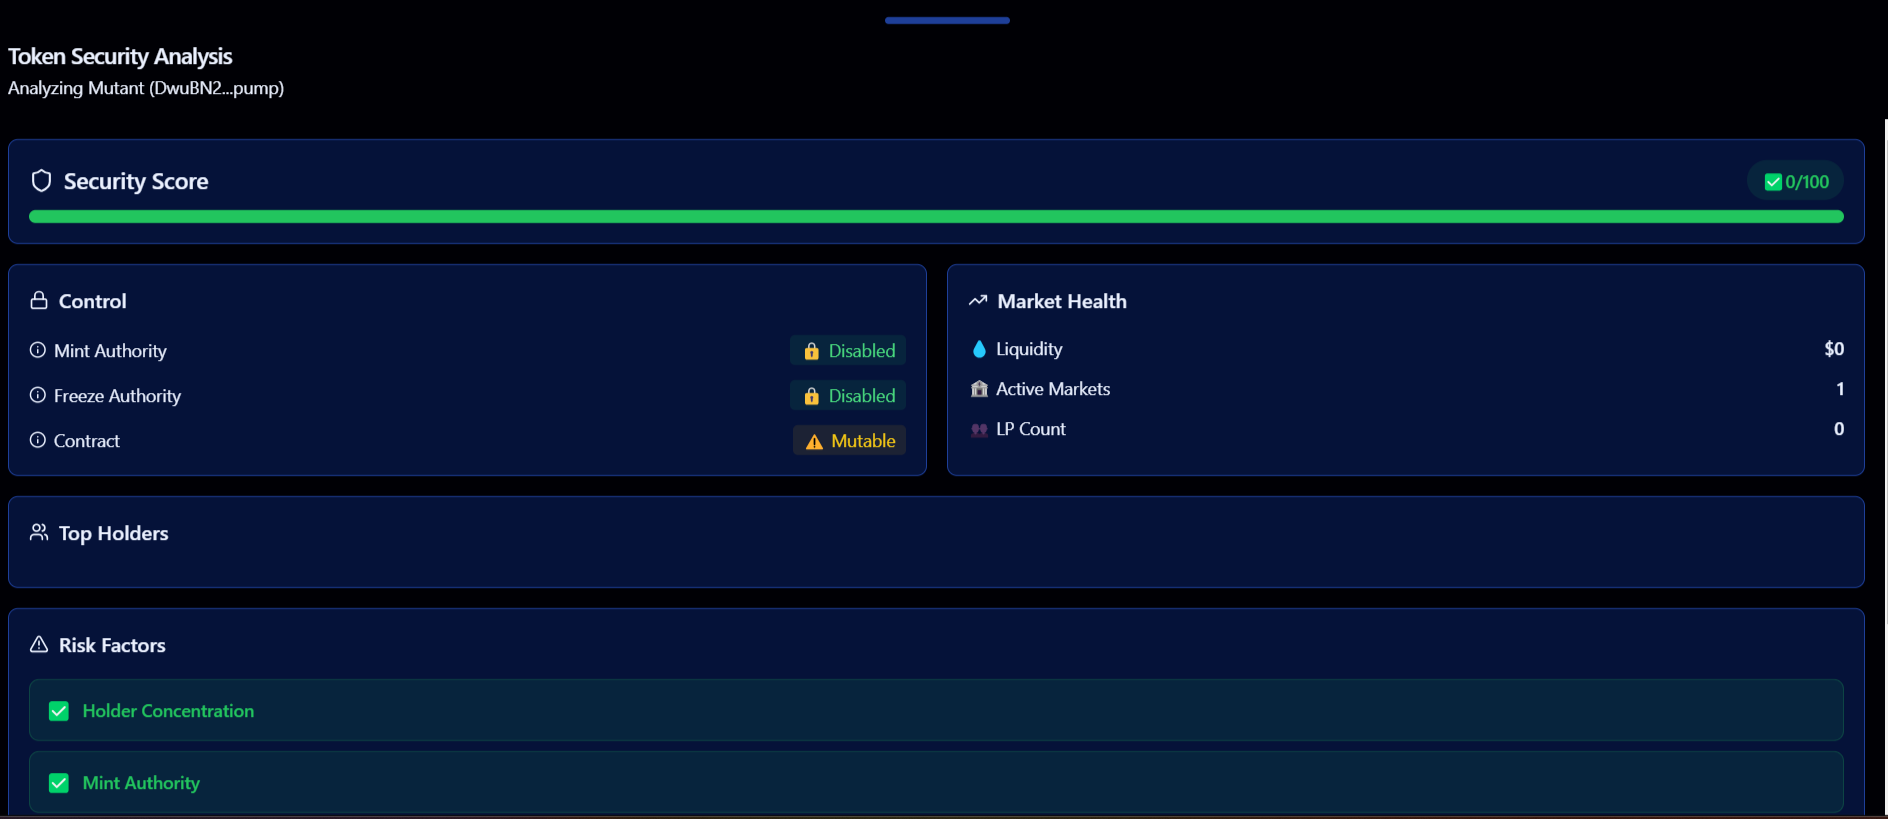 Token Security Analysis
Analyzing Mutant (DwuBN2...pump)
Security Score
0/100
Control
Mint Authority
Disabled
Freeze Authority
Disabled
Contract
Mutable
Market Health
Liquidity
$0
Active Markets
1
LP Count
0
Top Holders
Risk Factors
Holder Concentration
Mint Authority